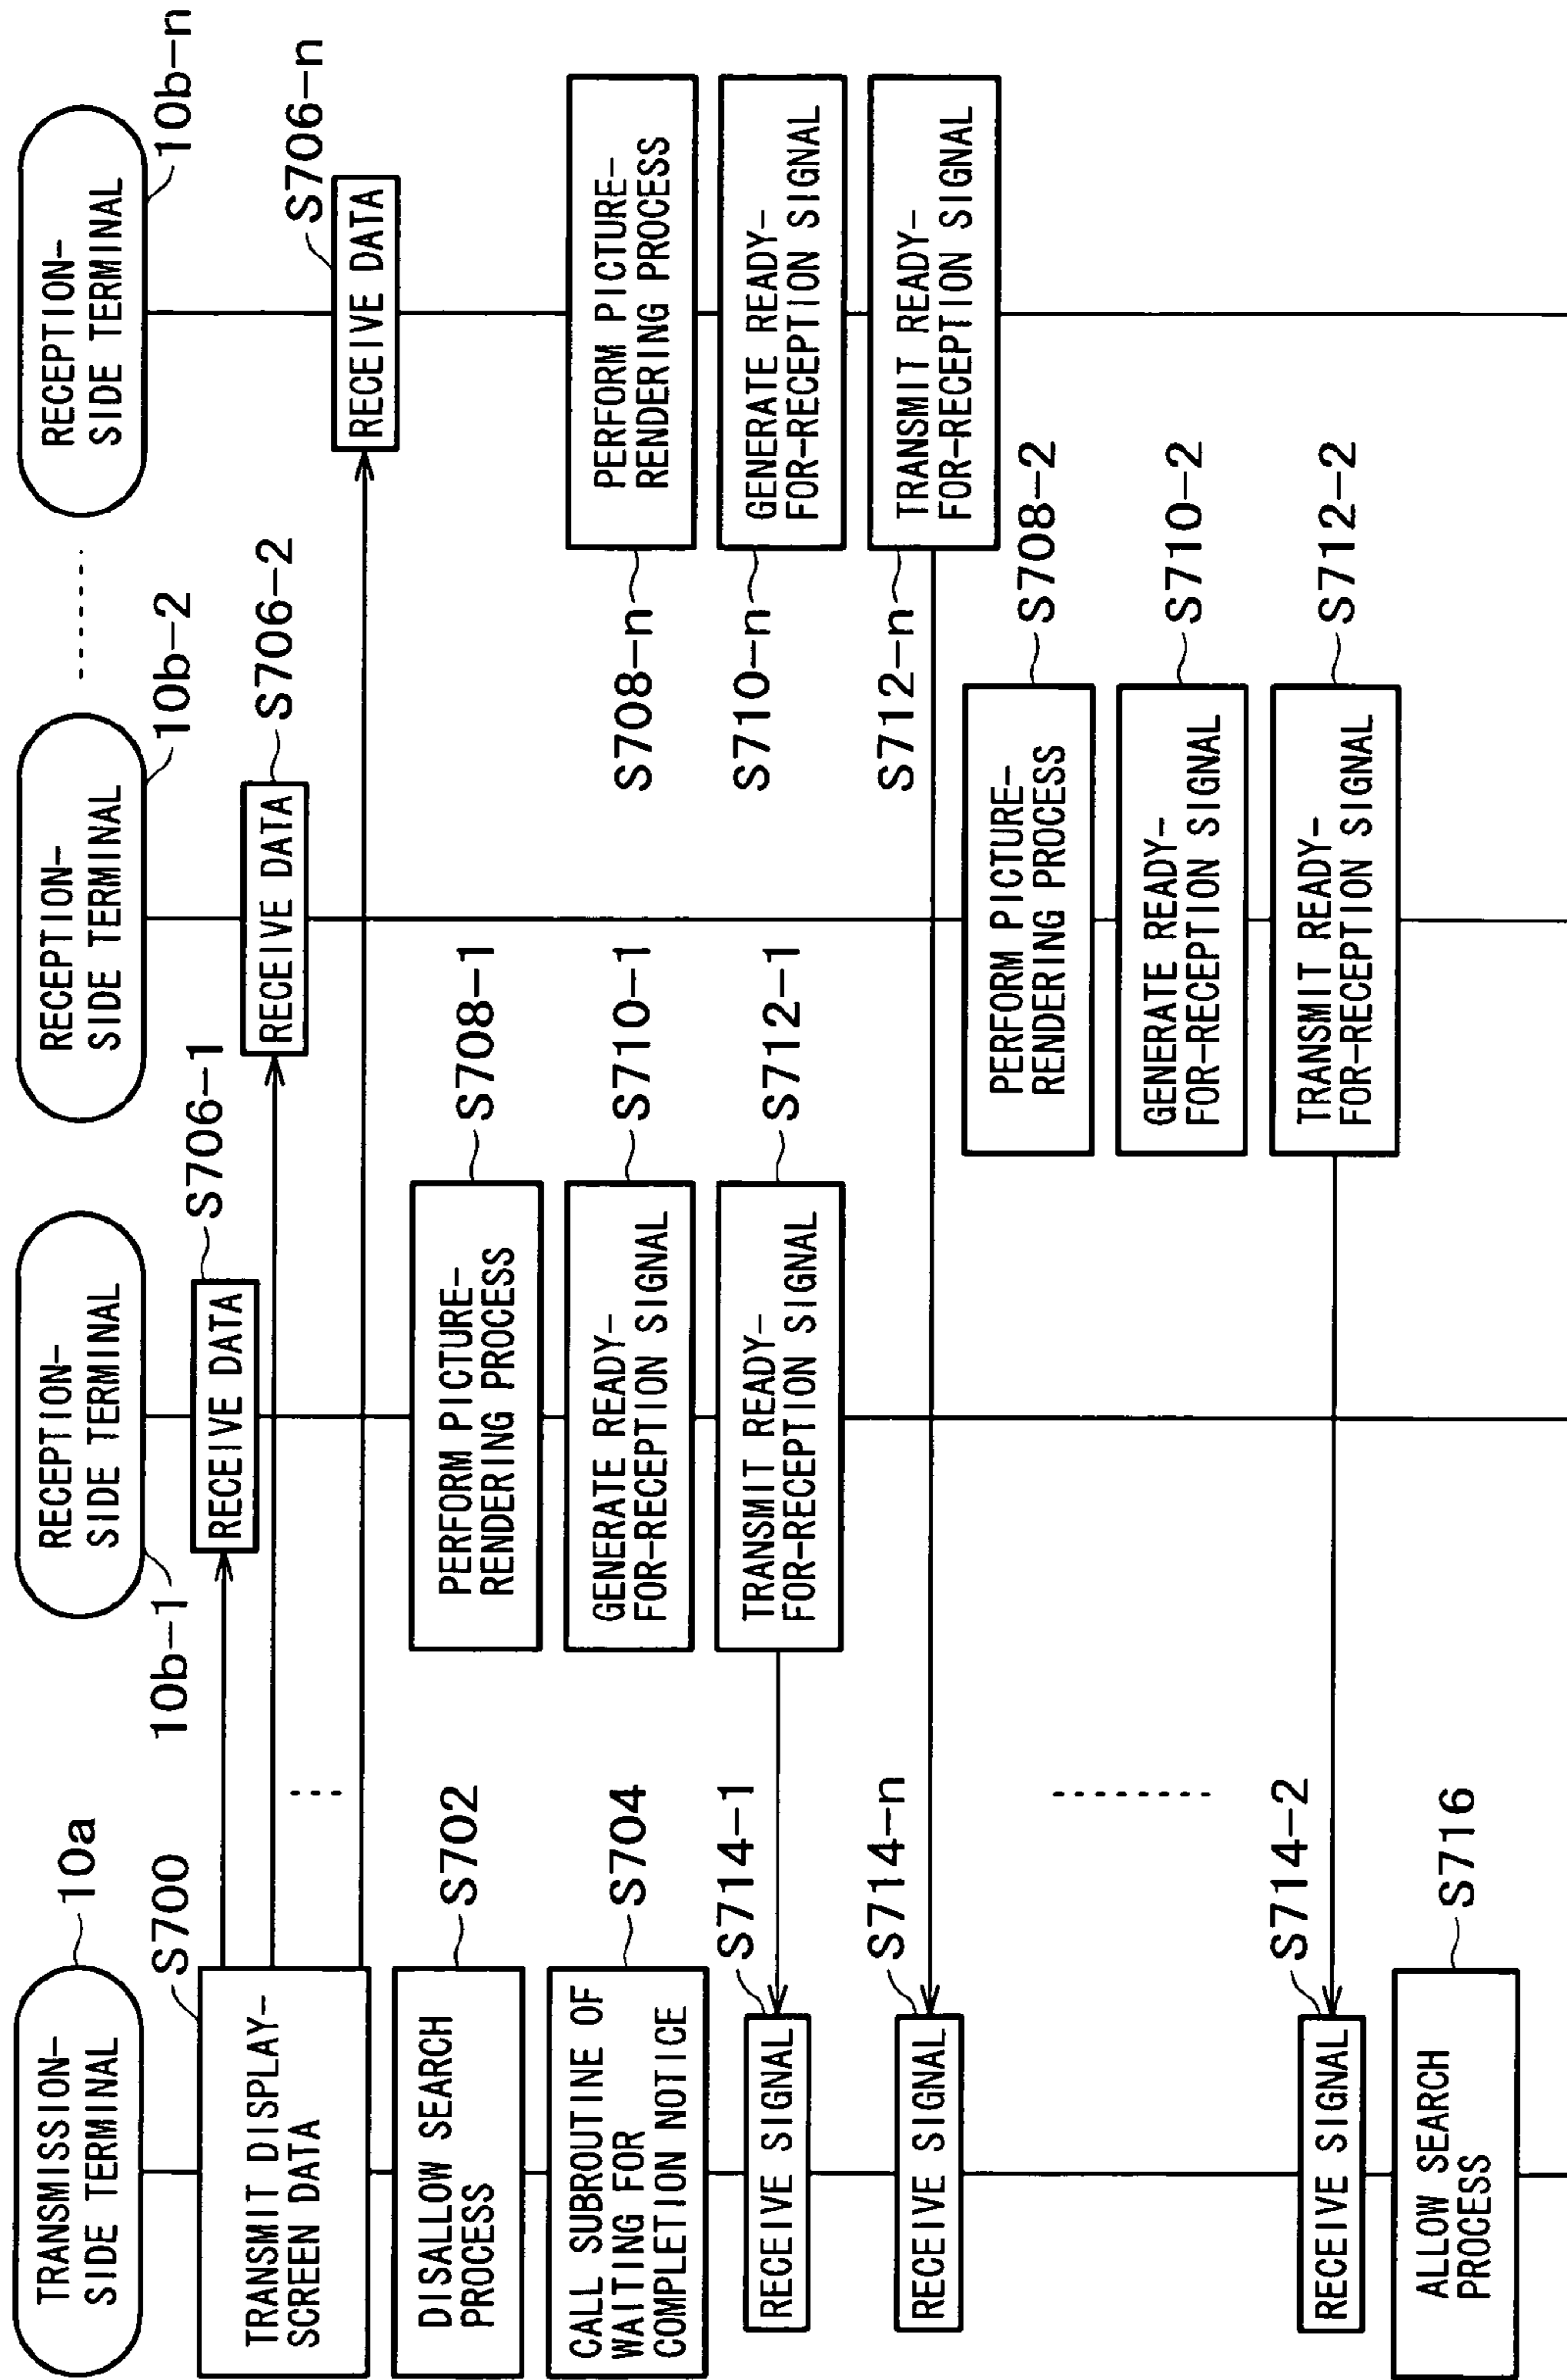 TRANSMISSION-
SIDE TERMINAL
10a
RECEPTION-
SIDE TERMINAL
10b-1
RECEPTION-
SIDE TERMINAL
10b-2
RECEPTION-
SIDE TERMINAL
10b-n
S700
TRANSMIT DISPLAY-
SCREEN DATA
S706-1
RECEIVE DATA
S706-2
RECEIVE DATA
S706-n
RECEIVE DATA
S702
DISALLOW SEARCH
PROCESS
S704
CALL SUBROUTINE OF
WAITING FOR
COMPLETION NOTICE
S708-1
PERFORM PICTURE-
RENDERING PROCESS
S710-1
GENERATE READY-
FOR-RECEPTION SIGNAL
S712-1
TRANSMIT READY-
FOR-RECEPTION SIGNAL
S714-1
RECEIVE SIGNAL
S708-n
PERFORM PICTURE-
RENDERING PROCESS
S710-n
GENERATE READY-
FOR-RECEPTION SIGNAL
S712-n
TRANSMIT READY-
FOR-RECEPTION SIGNAL
S714-n
RECEIVE SIGNAL
S708-2
PERFORM PICTURE-
RENDERING PROCESS
S710-2
GENERATE READY-
FOR-RECEPTION SIGNAL
S712-2
TRANSMIT READY-
FOR-RECEPTION SIGNAL
S714-2
RECEIVE SIGNAL
S716
ALLOW SEARCH
PROCESS